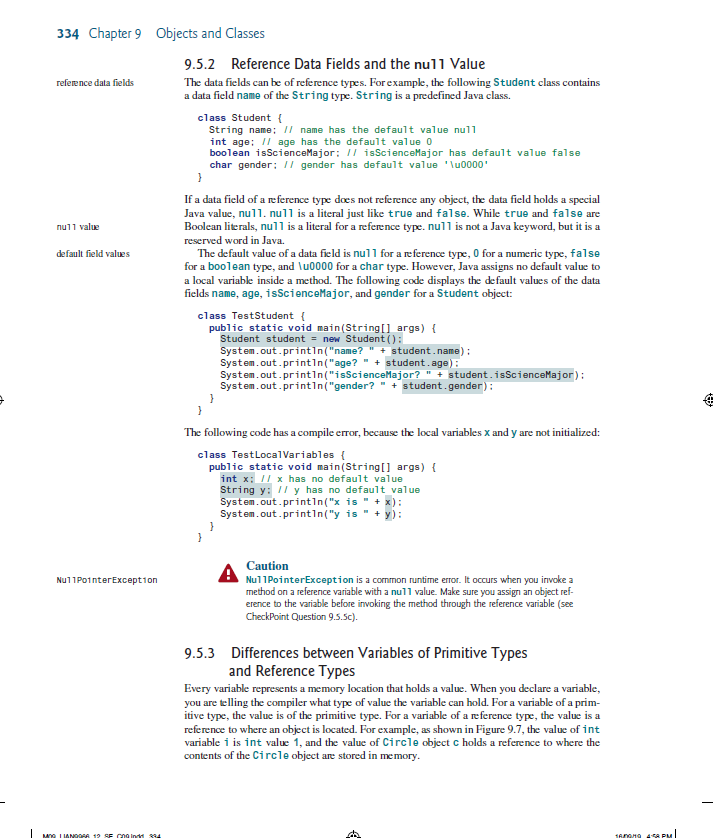 334 Chapter 9 Objects and Classes
9.5.2 Reference Data Fields and the null Value
reference data fields
The data fields can be of reference types. For example, the following Student class contains
a data field name of the String type. String is a predefined Java class.
class Student {
String name; // name has the default value null
int age; // age has the default value 0
boolean isScienceMajor; // isScienceMajor has default value false
char gender; // gender has default value '\u0000'
}
If a data field of a reference type does not reference any object, the data field holds a special
Java value, null. null is a literal just like true and false. While true and false are
null value
Boolean literals, null is a literal for a reference type. null is not a Java keyword, but it is a
reserved word in Java.
default field values
The default value of a data field is null for a reference type, 0 for a numeric type, false
for a boolean type, and \u0000 for a char type. However, Java assigns no default value to
a local variable inside a method. The following code displays the default values of the data
fields name, age, isScienceMajor, and gender for a Student object:
class TestStudent {
public static void main(String[] args) {
Student student = new Student();
System.out.println("name? " + student.name);
System.out.println("age? " + student.age);
System.out.println("isScienceMajor? " + student.isScienceMajor);
System.out.println("gender? " + student.gender);
}
}
The following code has a compile error, because the local variables x and y are not initialized:
class TestLocalVariables {
public static void main(String[] args) {
int x; // x has no default value
String y; // y has no default value
System.out.println("x is " + x);
System.out.println("y is " + y);
}
}
Caution
NullPointerException
NullPointerException is a common runtime error. It occurs when you invoke a
method on a reference variable with a null value. Make sure you assign an object ref-
erence to the variable before invoking the method through the reference variable (see
CheckPoint Question 9.5.5c).
9.5.3 Differences between Variables of Primitive Types
and Reference Types
Every variable represents a memory location that holds a value. When you declare a variable,
you are telling the compiler what type of value the variable can hold. For a variable of a prim-
itive type, the value is of the primitive type. For a variable of a reference type, the value is a
reference to where an object is located. For example, as shown in Figure 9.7, the value of int
variable i is int value 1, and the value of Circle object c holds a reference to where the
contents of the Circle object are stored in memory.
M09_LIAN9966_12_SE_C09.indd 334
16/09/19 4:58 PM